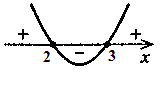 + − +
2 3 x